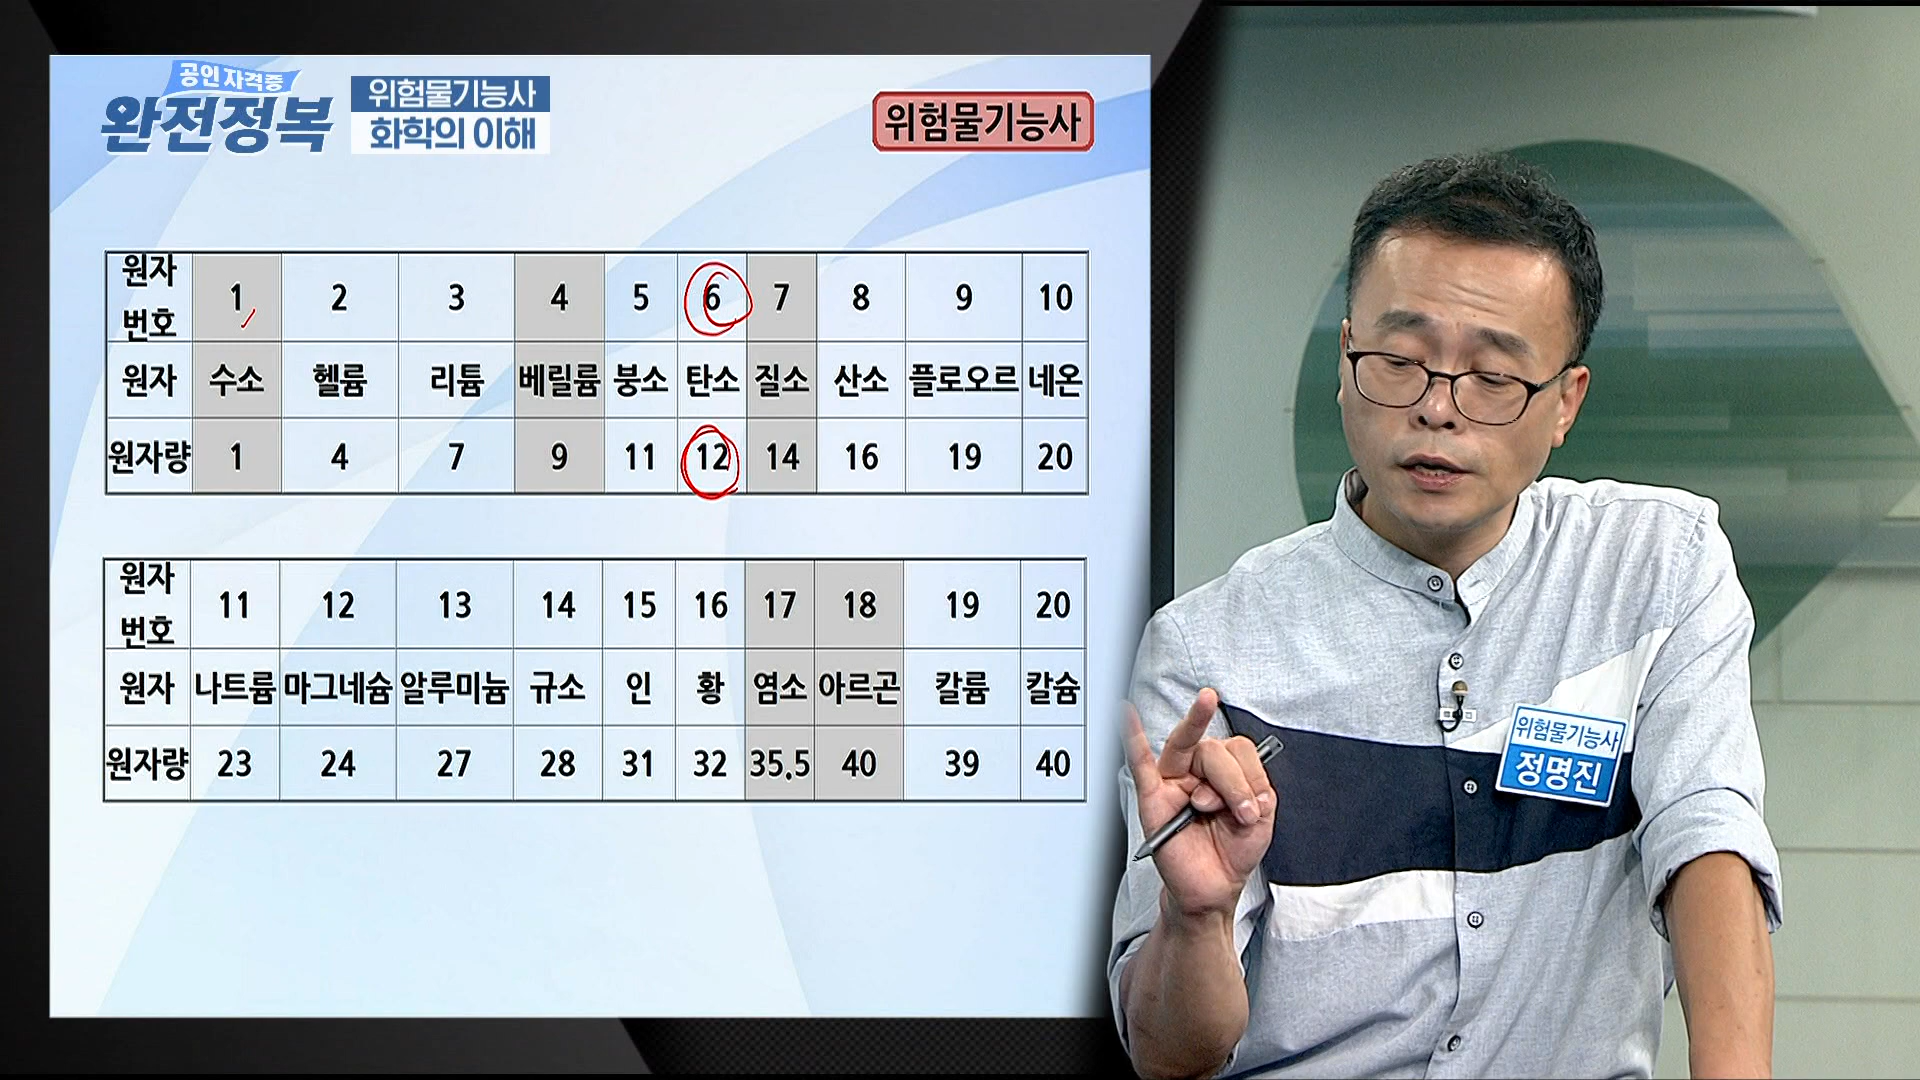 공인 자격증
완전정복
위험물기능사
화학의 이해
위험물기능사
원자 번호 1 2 3 4 5 6 7 8 9 10
원자 수소 헬륨 리튬 베릴륨 붕소 탄소 질소 산소 플로오르 네온
원자량 1 4 7 9 11 12 14 16 19 20
원자 번호 11 12 13 14 15 16 17 18 19 20
원자 나트륨 마그네슘 알루미늄 규소 인 황 염소 아르곤 칼륨 칼슘
원자량 23 24 27 28 31 32 35.5 40 39 40
위험물기능사
정명진